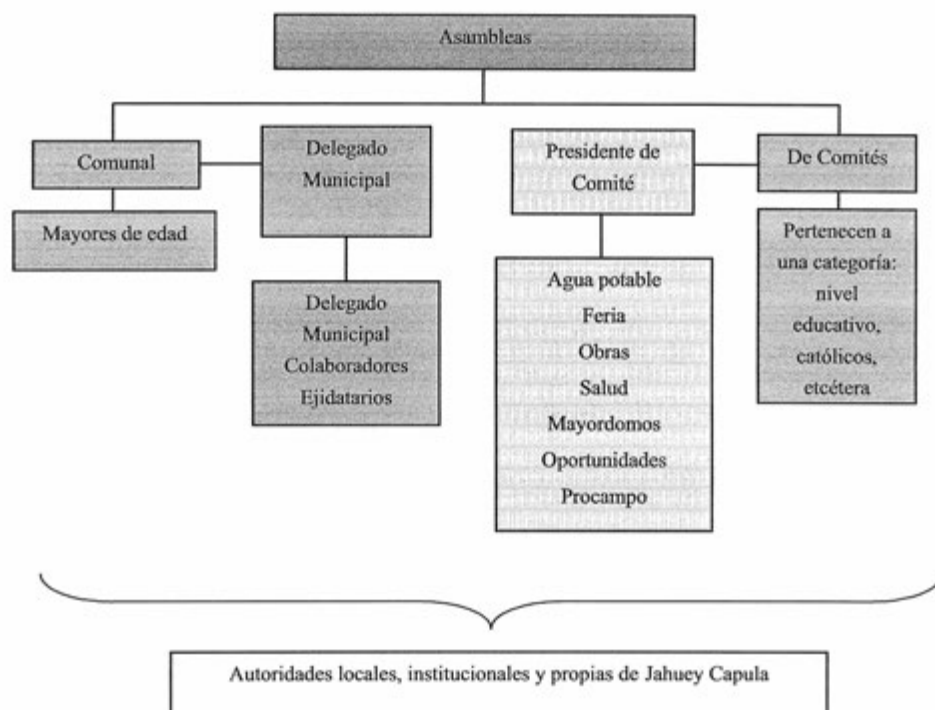 Asambleas
Comunal
Mayores de edad
Delegado
Municipal
Delegado
Municipal
Colaboradores
Ejidatarios
Presidente de
Comité
Agua potable
Feria
Obras
Salud
Mayordomos
Oportunidades
Procampo
De Comités
Pertenecen a
una categoría:
nivel
educativo,
católicos,
etcétera
Autoridades locales, institucionales y propias de Jahuey Capula